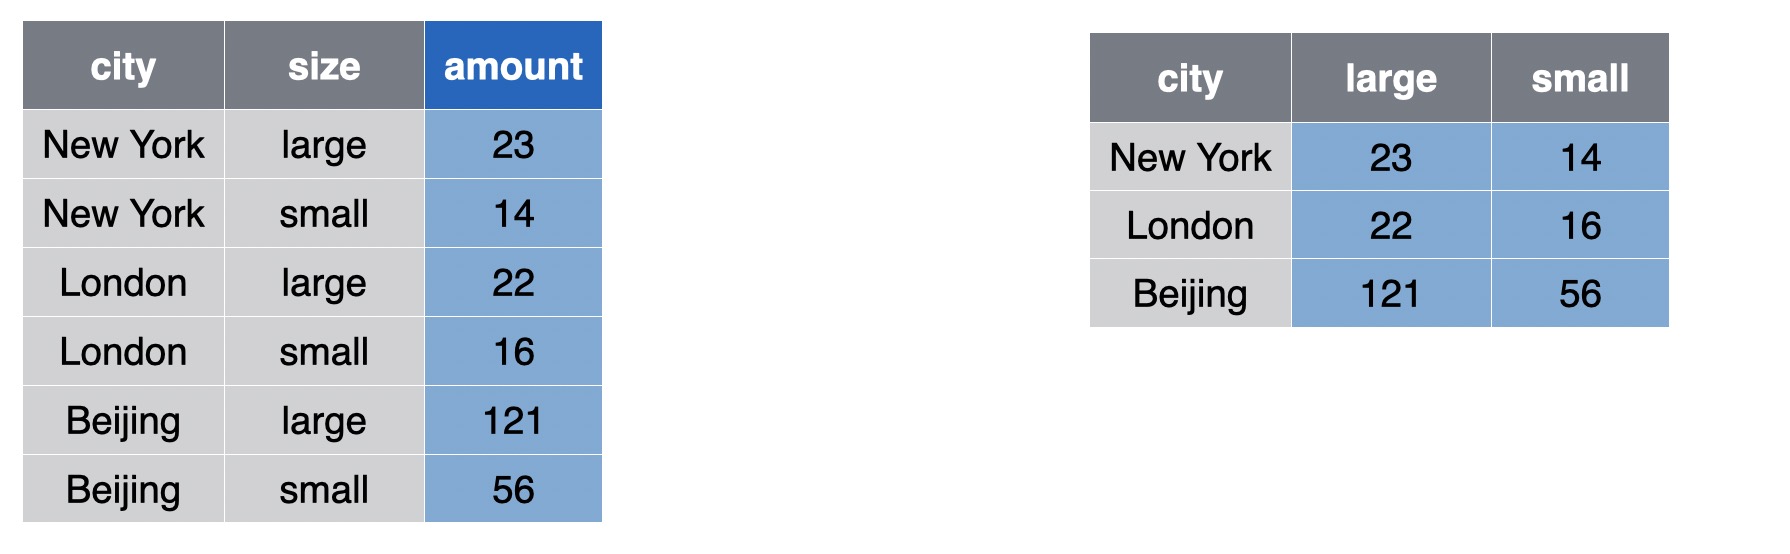 city size amount
New York large 23
New York small 14
London large 22
London small 16
Beijing large 121
Beijing small 56
city large small
New York 23 14
London 22 16
Beijing 121 56